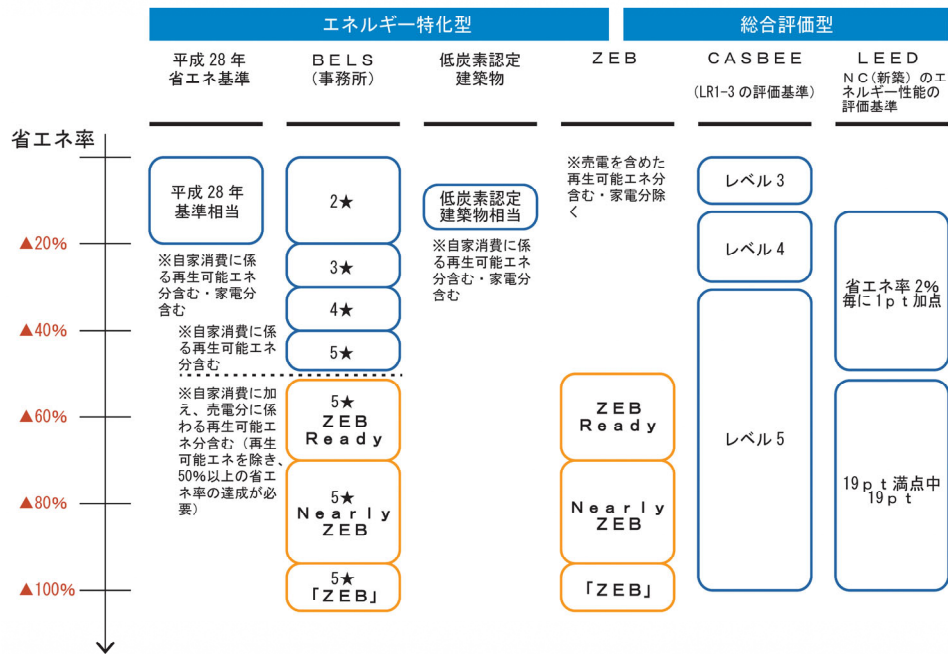 エネルギー特化型
総合評価型
平成28年
省エネ基準
BELS
(事務所)
低炭素認定
建築物
ZEB
CASBEE
(LR1-3の評価基準)
LEED
NC(新築)のエ
ネルギー性能の
評価基準
省エネ率
▲20%
▲40%
▲60%
▲80%
▲100%
平成28年
基準相当
※自家消費に係
る再生可能エネ
分含む・家電分
含む
2★
3★
4★
5★
※自家消費に係
る再生可能エネ
分含む
※自家消費に加
え、売電分に係
わる再生可能エ
ネ分含む(再生
可能エネを除き、
50%以上の省エ
ネ率の達成が必
要)
5★
ZEB
Ready
5★
Nearly
ZEB
5★
「ZEB」
低炭素認定
建築物相当
※自家消費に係
る再生可能エネ
分含む・家電分
含む
※売電を含めた
再生可能エネ分
含む・家電分除
く
ZEB
Ready
Nearly
ZEB
「ZEB」
レベル3
レベル4
レベル5
省エネ率2%
毎に1pt加点
19pt満点中
19pt